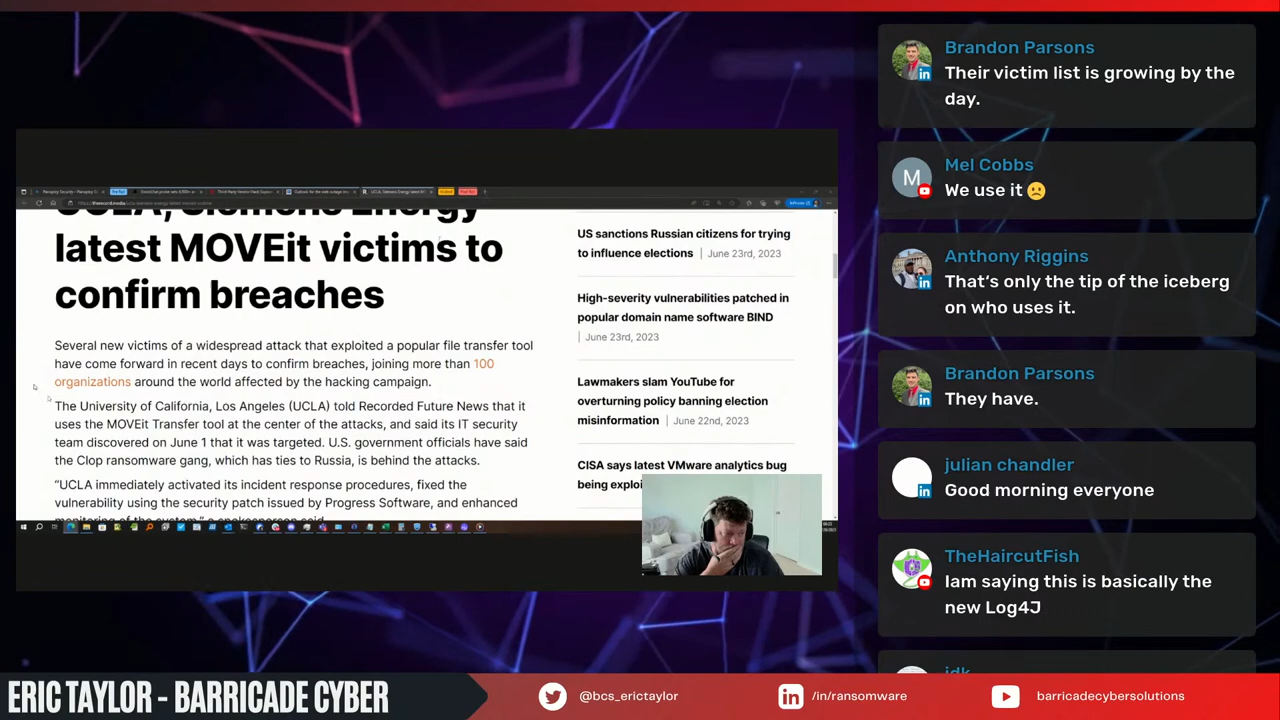 UCLA, Siemens Energy
latest MOVEit victims to
confirm breaches
Several new victims of a widespread attack that exploited a popular file transfer tool
have come forward in recent days to confirm breaches, joining more than 100
organizations around the world affected by the hacking campaign.
The University of California, Los Angeles (UCLA) told Recorded Future News that it
uses the MOVEit Transfer tool at the center of the attacks, and said its IT security
team discovered on June 1 that it was targeted. U.S. government officials have said
the Clop ransomware gang, which has ties to Russia, is behind the attacks.
“UCLA immediately activated its incident response procedures, fixed the
vulnerability using the security patch issued by Progress Software, and enhanced
monitoring of the system,” a spokesperson said.
US sanctions Russian citizens for trying
to influence elections | June 23rd, 2023
High-severity vulnerabilities patched in
popular domain name software BIND
| June 23rd, 2023
Lawmakers slam YouTube for
overturning policy banning election
misinformation | June 22nd, 2023
CISA says latest VMware analytics bug
being exploi
Brandon Parsons
Their victim list is growing by the
day.
M
Mel Cobbs
We use it 🙁
Anthony Riggins
That's only the tip of the iceberg
on who uses it.
Brandon Parsons
They have.
julian chandler
Good morning everyone
TheHaircutFish
Iam saying this is basically the
new Log4J
idk
ERIC TAYLOR - BARRICADE CYBER
@bcs_erictaylor
in /in/ransomware
barricadecybersolutions